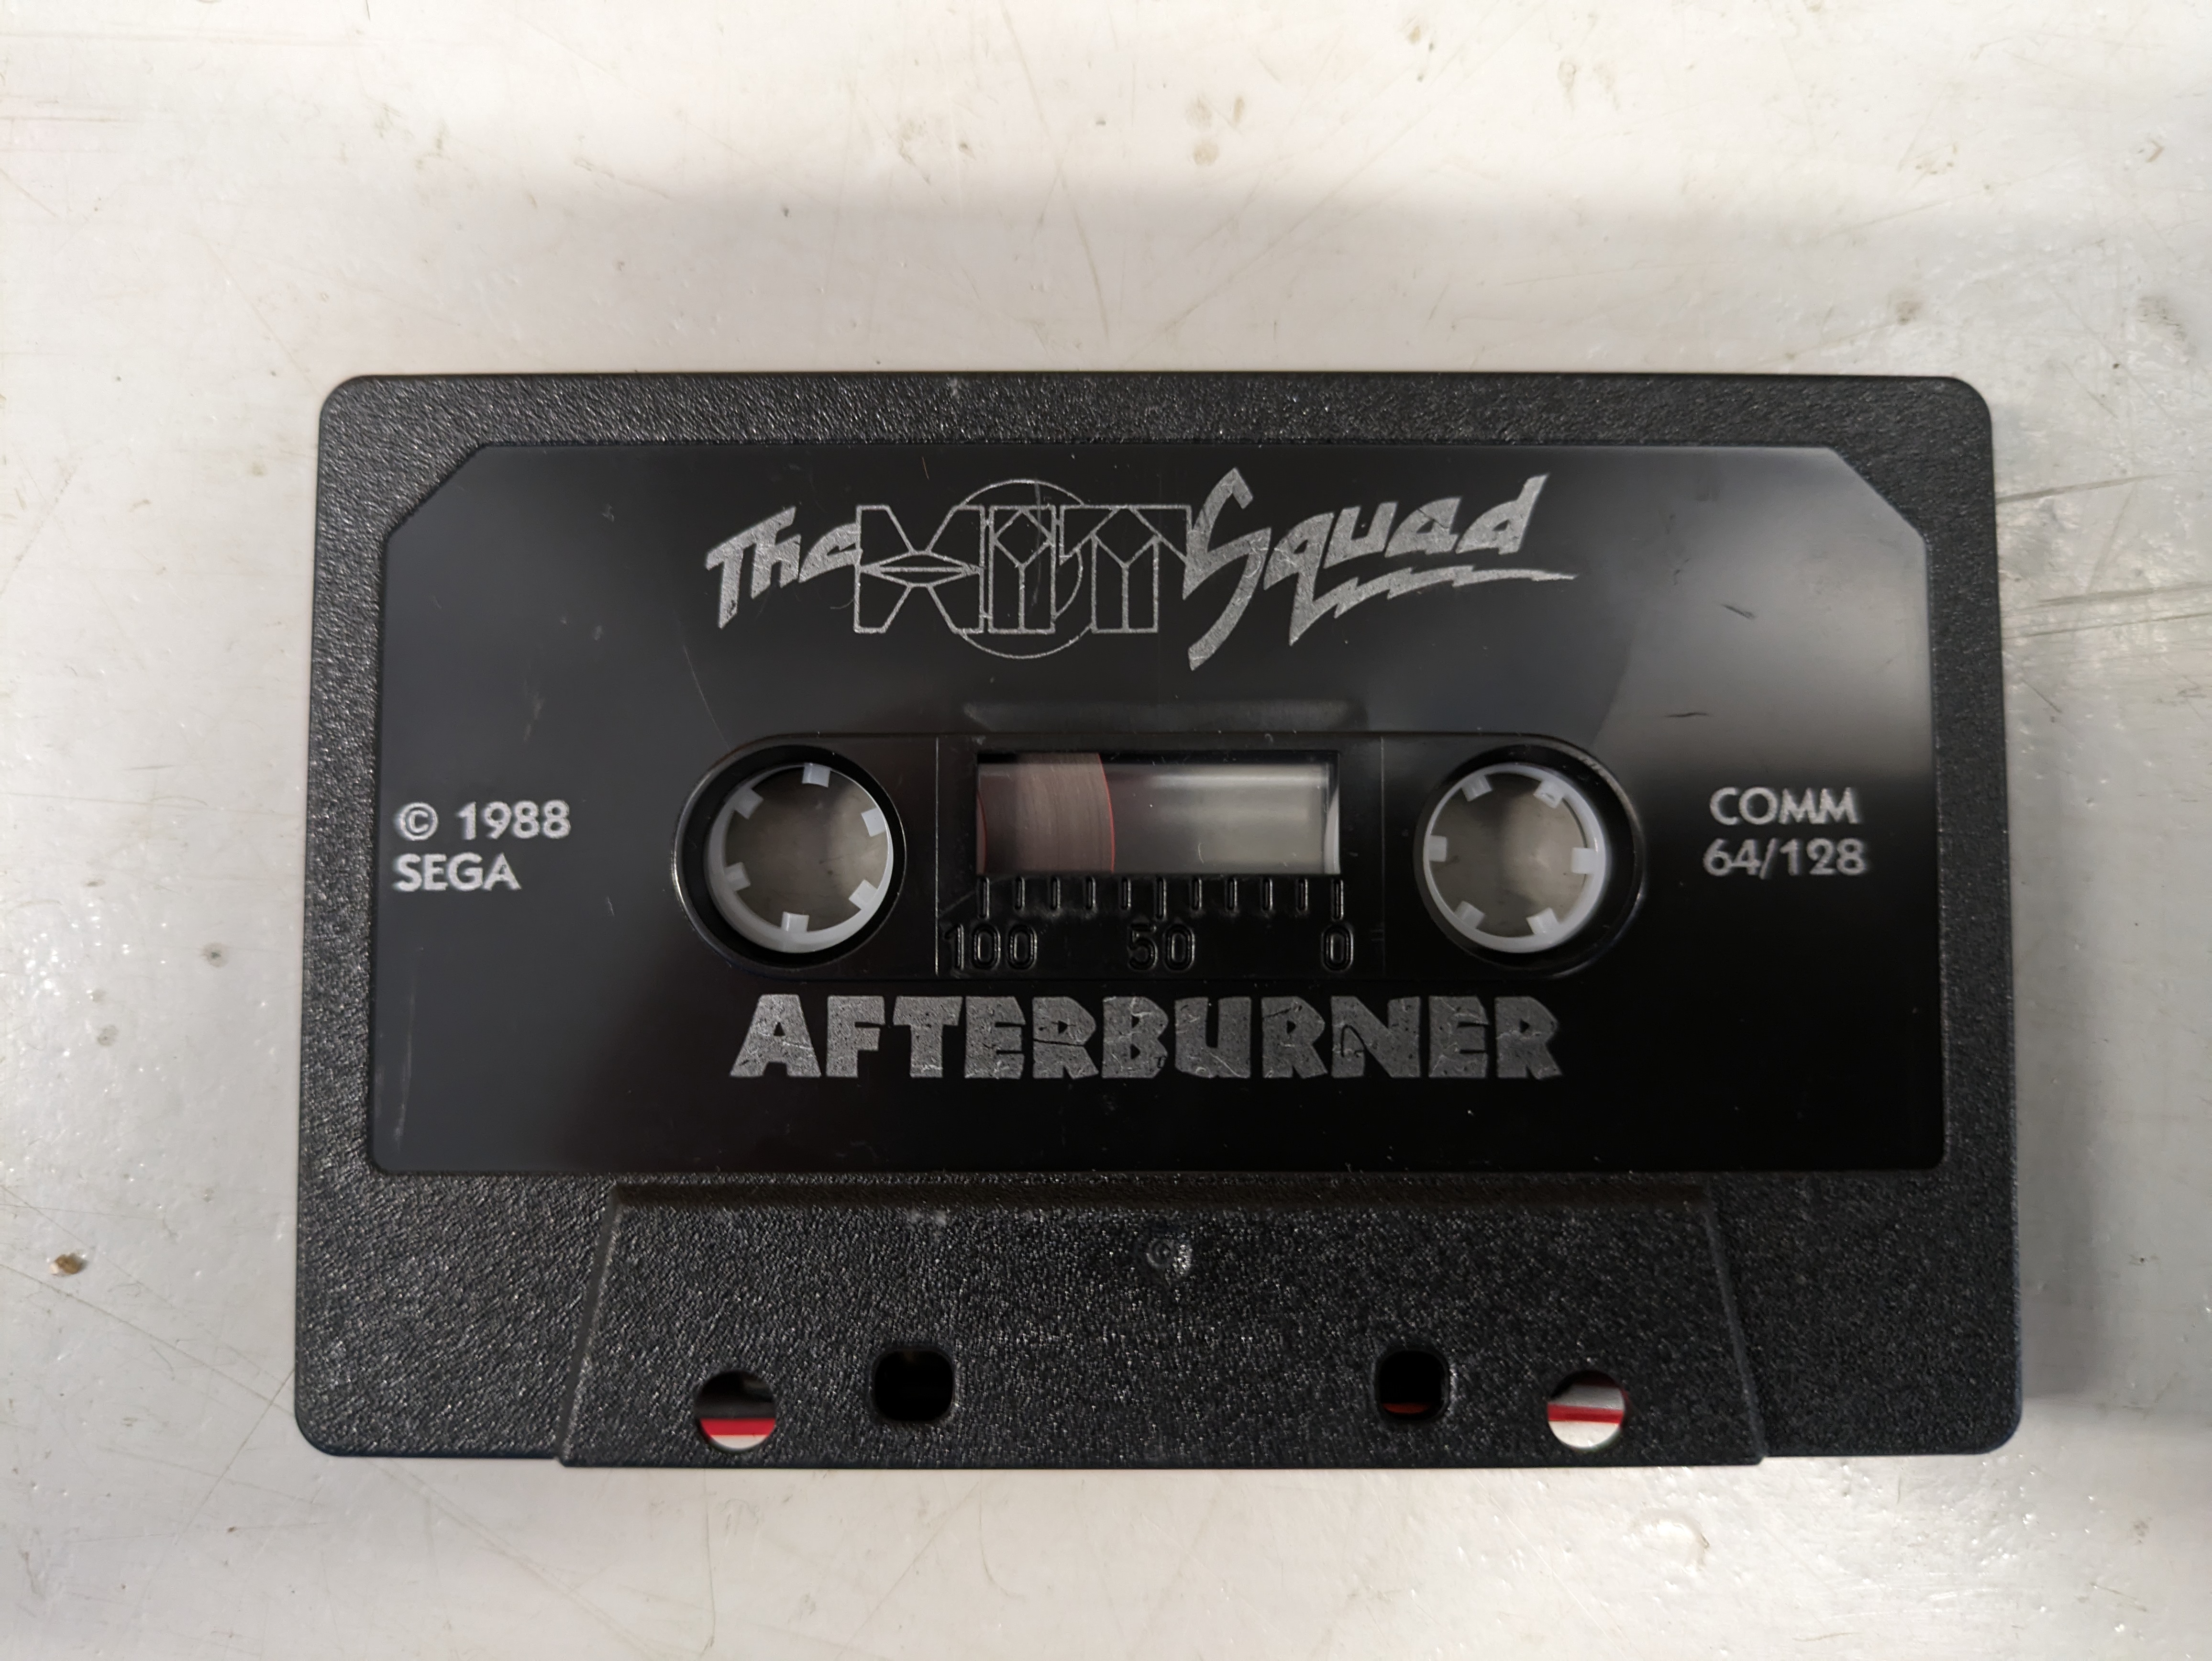 The HIT Squad
© 1988
SEGA
COMM
64/128
100 50 0
AFTERBURNER